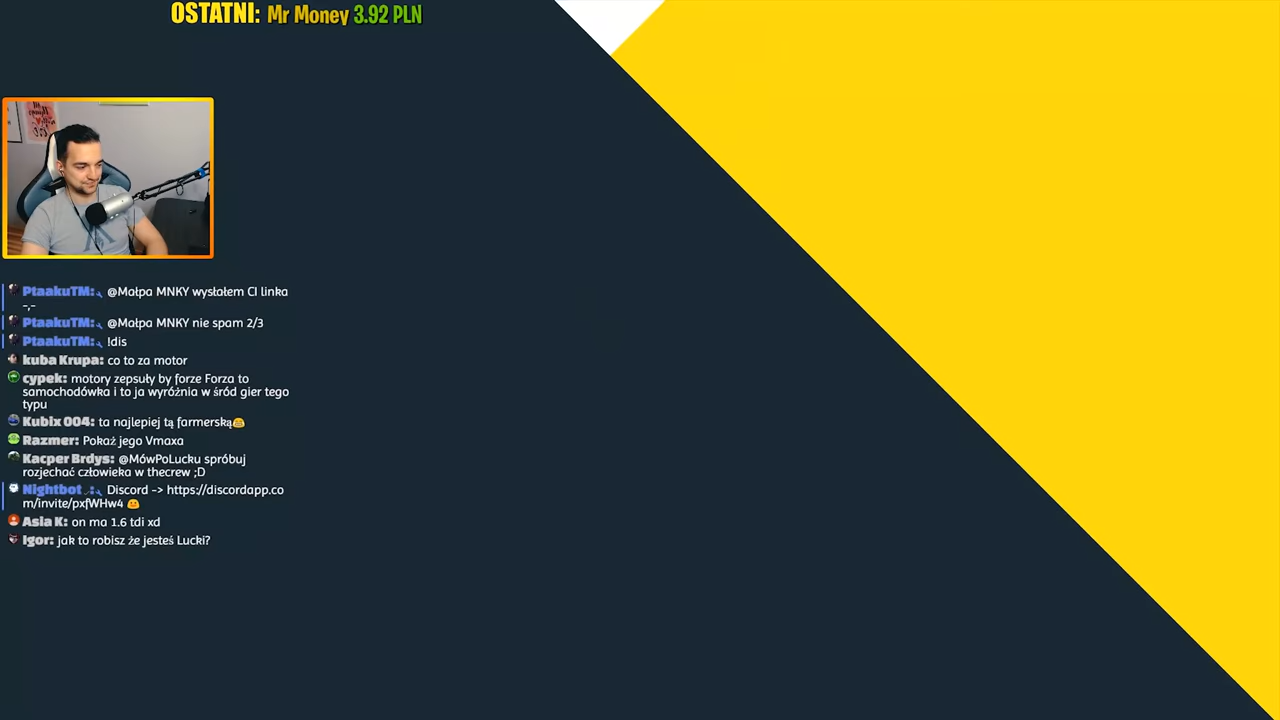 OSTATNI: Mr Money 3.92 PLN
PtaakuTM: @Małpa MNKY wysłałem CI linka
-,-
PtaakuTM: @Małpa MNKY nie spam 2/3
PtaakuTM: !dis
kuba Krupa: co to za motor
cypek: motory zepsuły by forze Forza to
samochodówka i to ja wyróżnia w śród gier tego
typu
Kubix 004: ta najlepiej tą farmerską
Razmer: Pokaż jego Vmaxa
Kacper Brdys: @MówPoLucku spróbuj
rozjechać człowieka w thecrew ;D
Nightbot : Discord -> https://discordapp.co
m/invite/pxfWHw4
Asia K: on ma 1.6 tdi xd
Igor: jak to robisz że jesteś Lucki?